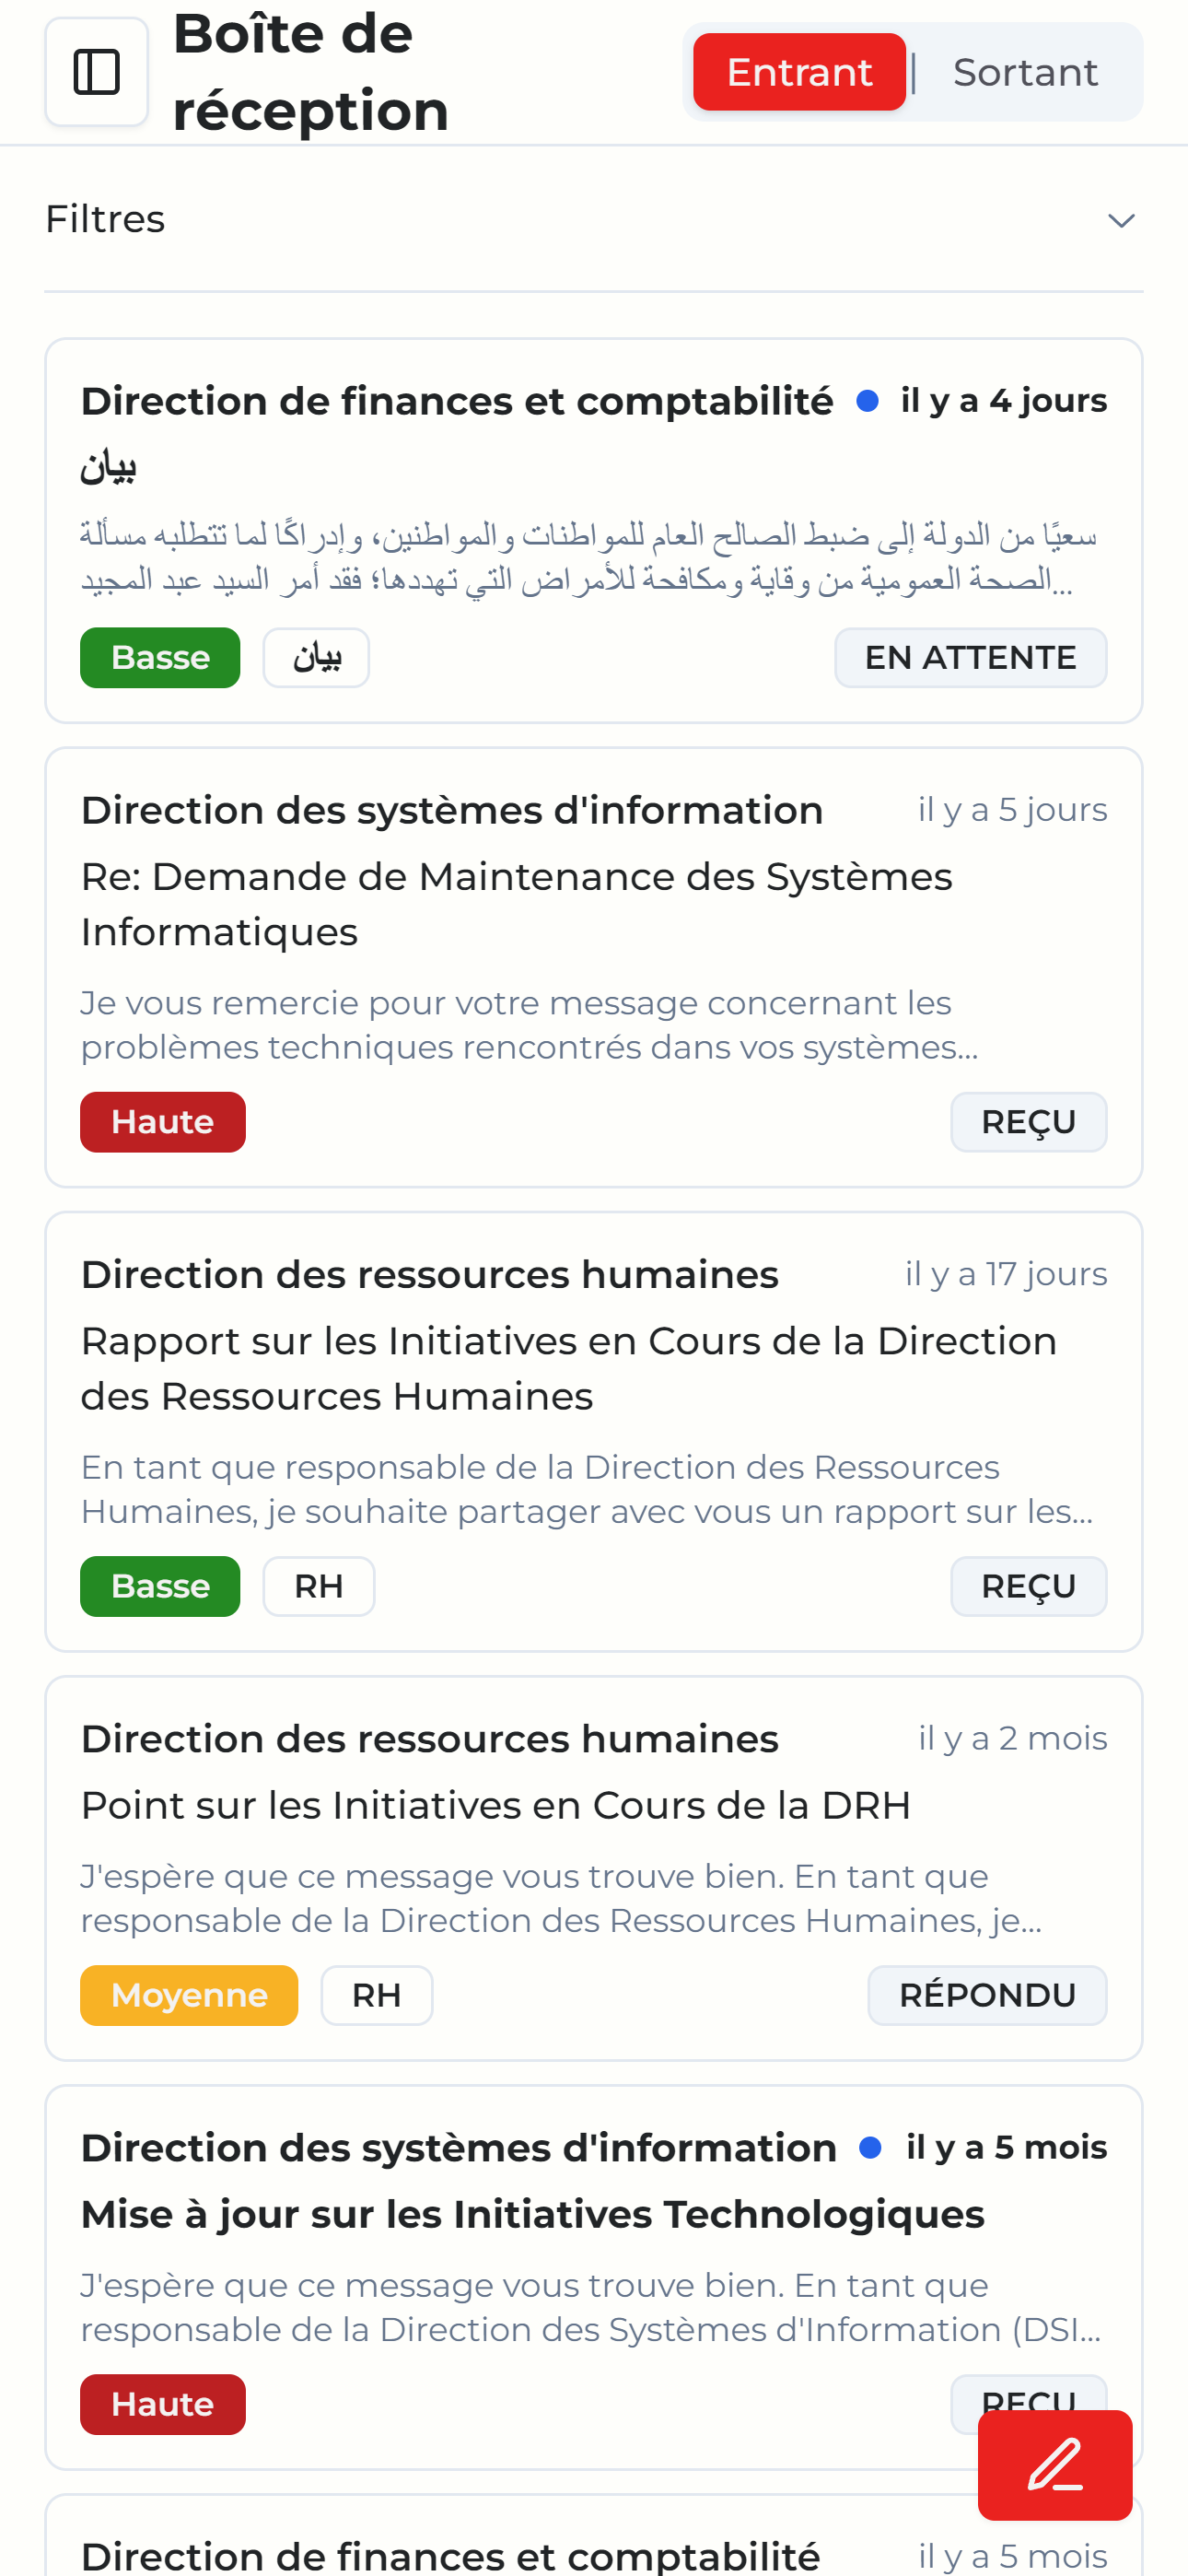 Boîte de
réception
Entrant
Sortant
Filtres
Direction de finances et comptabilité
il y a 4 jours
بيان
سعيًا من الدولة إلى ضبط الصالح العام للمواطنات والمواطنين، وإدراكًا لما تتطلبه مسألة
الصحة العمومية من وقاية ومكافحة للأمراض التي تهددها؛ فقد أمر السيد عبد المجيد...
Basse
بيان
EN ATTENTE
Direction des systèmes d'information
il y a 5 jours
Re: Demande de Maintenance des Systèmes
Informatiques
Je vous remercie pour votre message concernant les
problèmes techniques rencontrés dans vos systèmes...
Haute
REÇU
Direction des ressources humaines
il y a 17 jours
Rapport sur les Initiatives en Cours de la Direction
des Ressources Humaines
En tant que responsable de la Direction des Ressources
Humaines, je souhaite partager avec vous un rapport sur les...
Basse
RH
REÇU
Direction des ressources humaines
il y a 2 mois
Point sur les Initiatives en Cours de la DRH
J'espère que ce message vous trouve bien. En tant que
responsable de la Direction des Ressources Humaines, je...
Moyenne
RH
RÉPONDU
Direction des systèmes d'information
il y a 5 mois
Mise à jour sur les Initiatives Technologiques
J'espère que ce message vous trouve bien. En tant que
responsable de la Direction des Systèmes d'Information (DSI...
Haute
REÇU
Direction de finances et comptabilité
il y a 5 mois